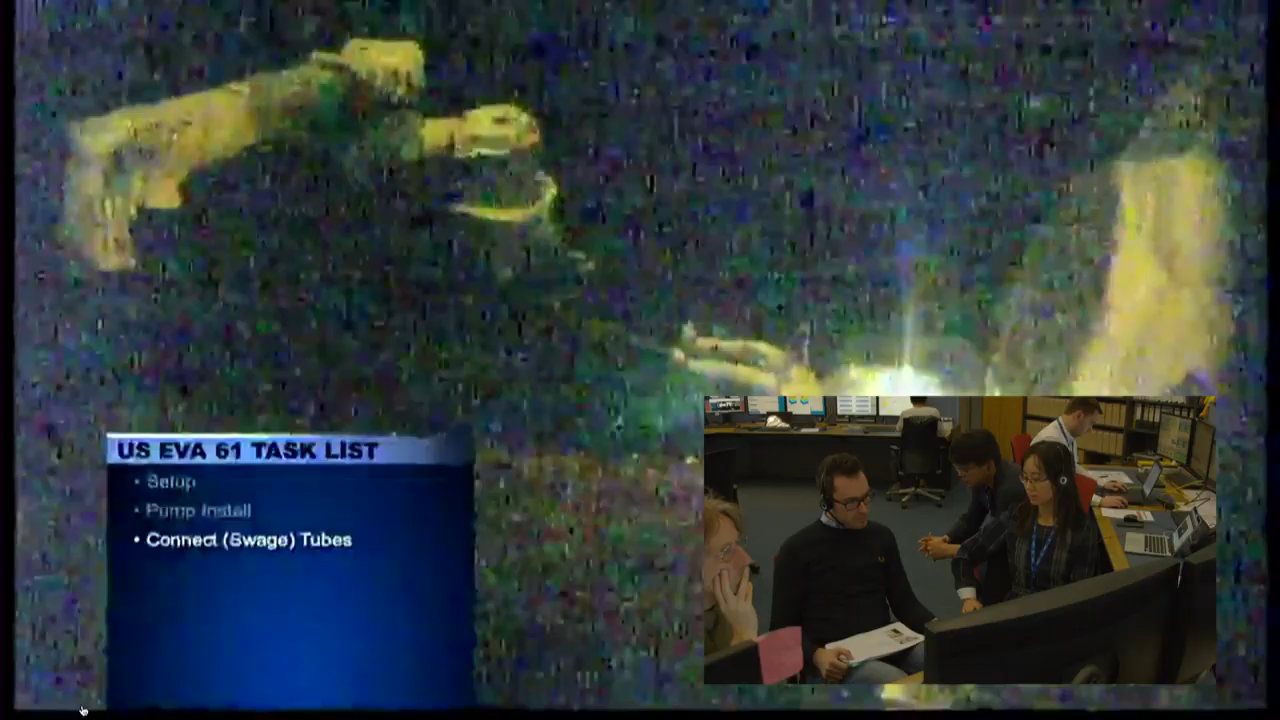 US EVA 61 TASK LIST
• Setup
• Pump Install
• Connect (Swage) Tubes